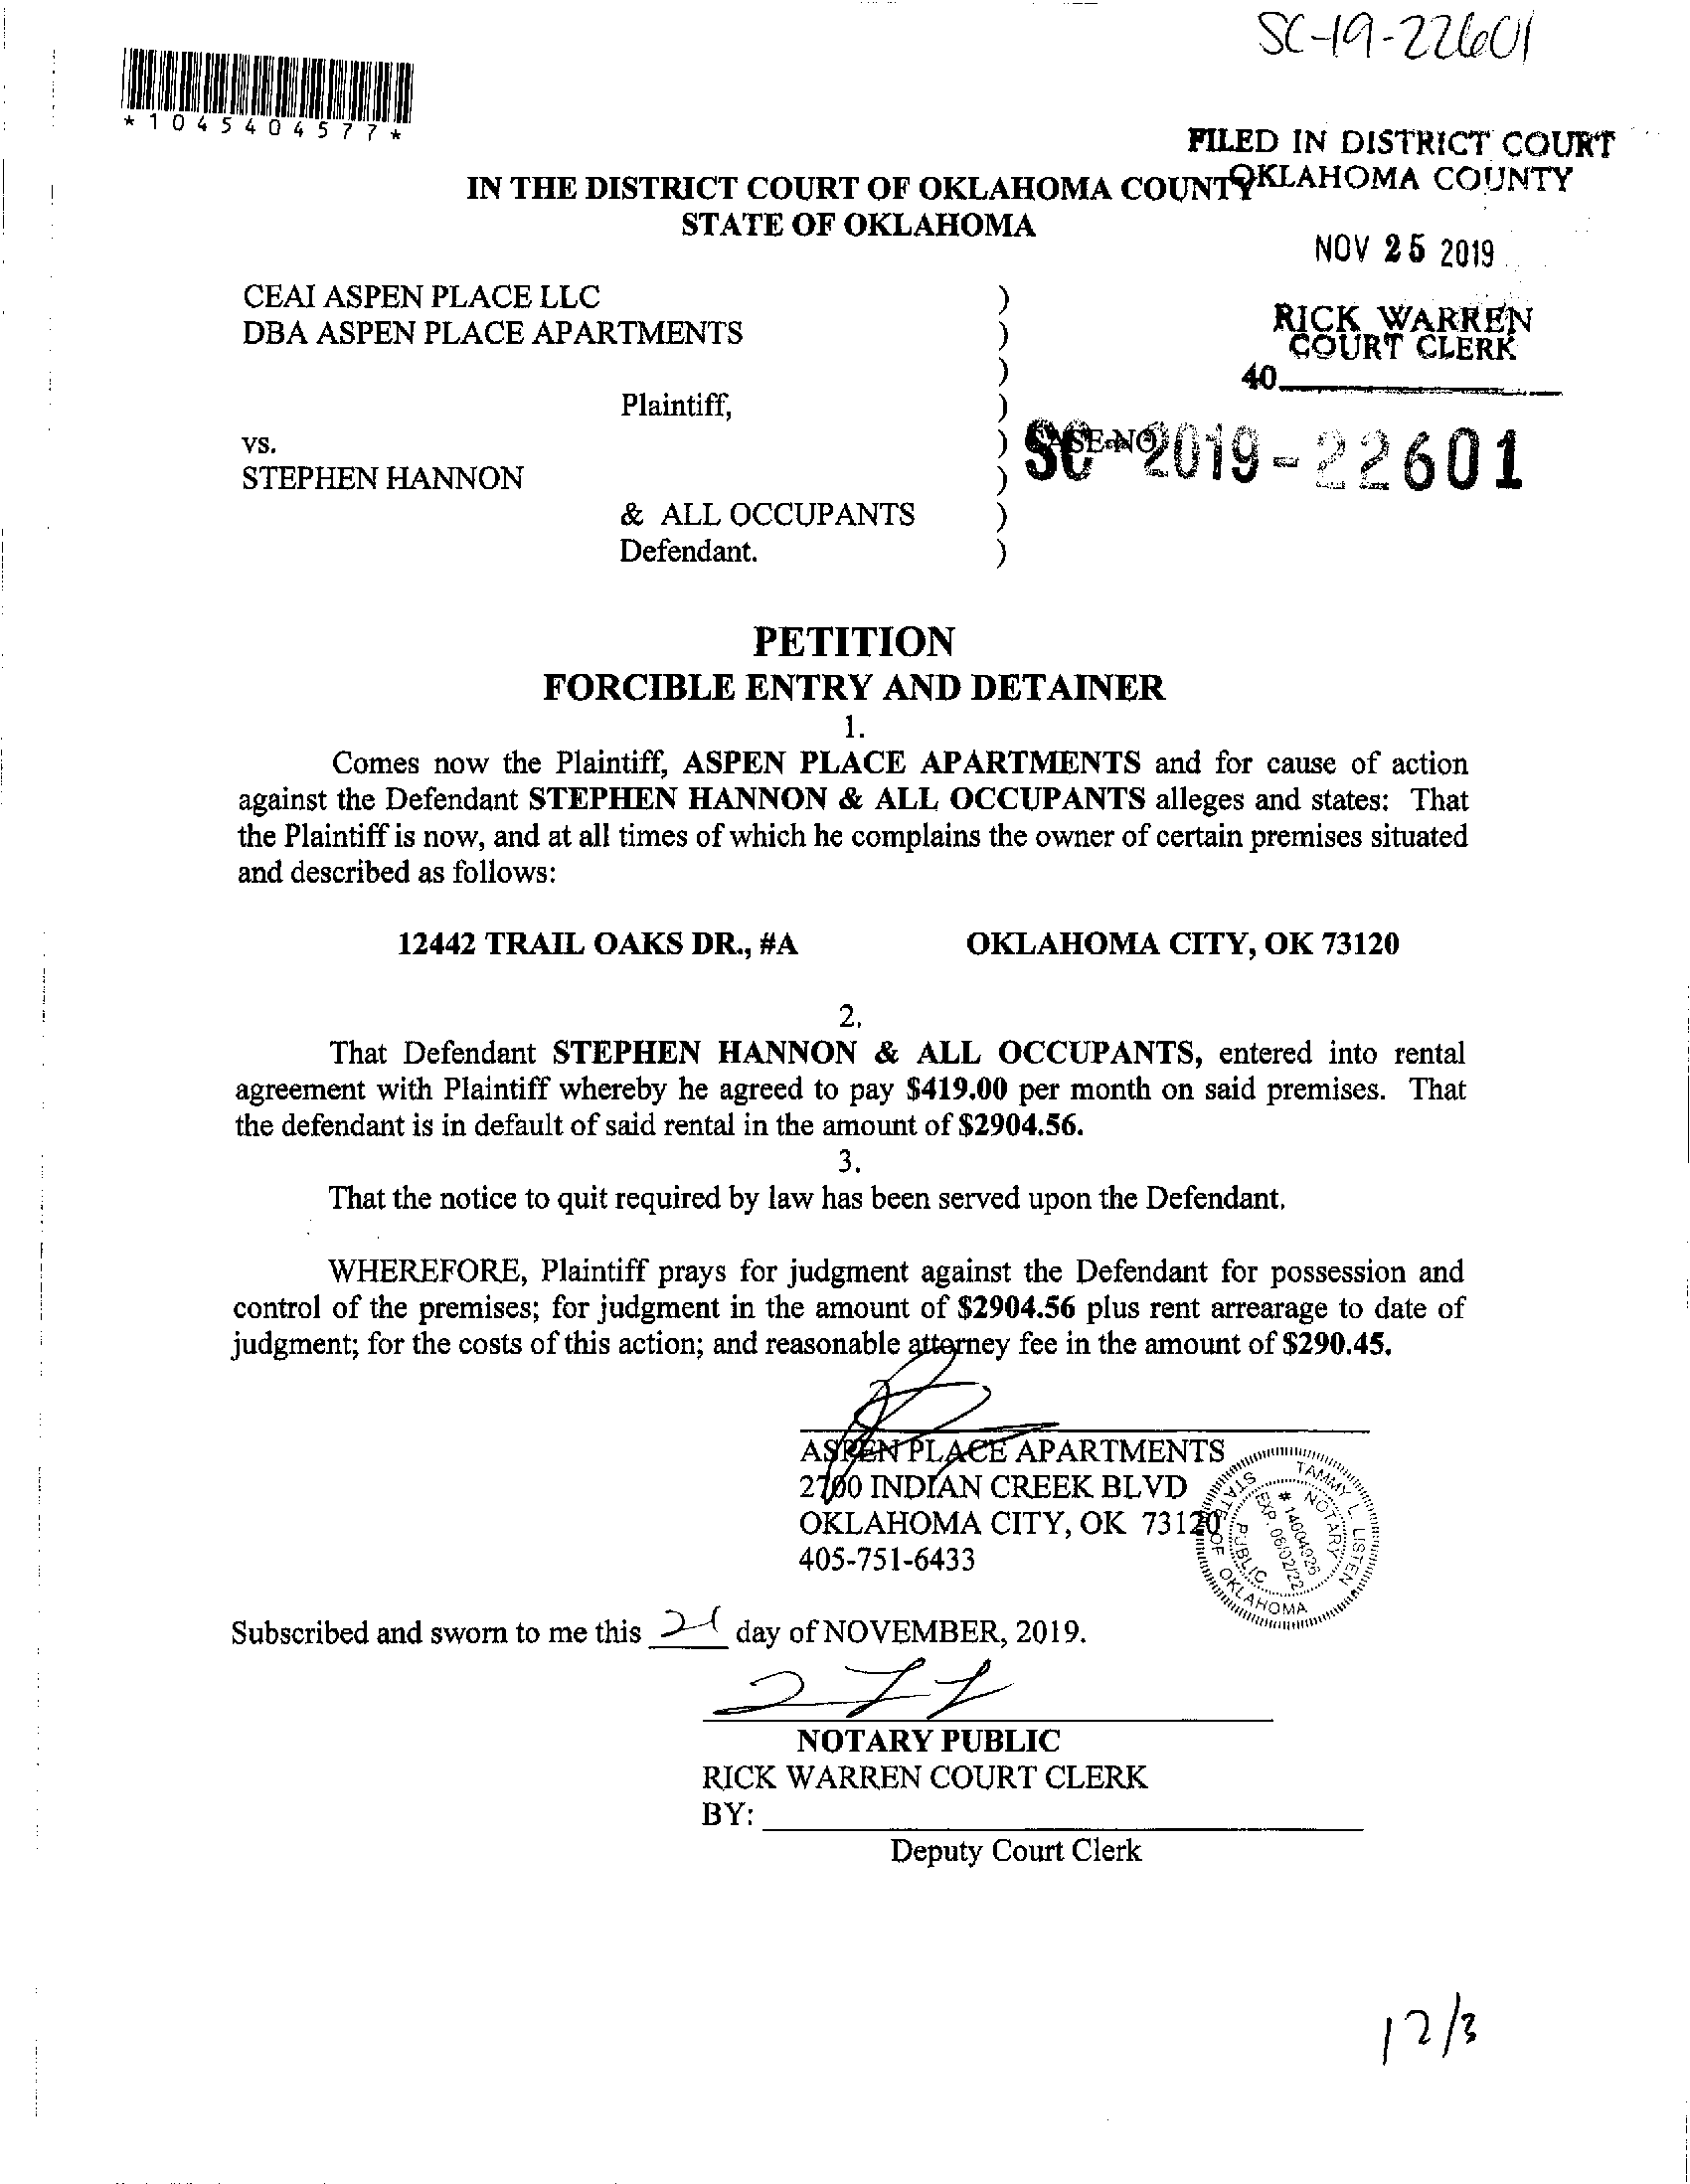 SC-19-22601
*1045404577*
FILED IN DISTRICT COURT
OKLAHOMA COUNTY
IN THE DISTRICT COURT OF OKLAHOMA COUNTY
STATE OF OKLAHOMA
NOV 25 2019
CEAI ASPEN PLACE LLC )
DBA ASPEN PLACE APARTMENTS )
)
RICK WARREN
COURT CLERK
40
Plaintiff, )
vs. ) CASE NO.
SC-2019-22601
STEPHEN HANNON )
& ALL OCCUPANTS )
Defendant. )
PETITION
FORCIBLE ENTRY AND DETAINER
1.
Comes now the Plaintiff, ASPEN PLACE APARTMENTS and for cause of action
against the Defendant STEPHEN HANNON & ALL OCCUPANTS alleges and states: That
the Plaintiff is now, and at all times of which he complains the owner of certain premises situated
and described as follows:
12442 TRAIL OAKS DR., #A OKLAHOMA CITY, OK 73120
2.
That Defendant STEPHEN HANNON & ALL OCCUPANTS, entered into rental
agreement with Plaintiff whereby he agreed to pay $419.00 per month on said premises. That
the defendant is in default of said rental in the amount of $2904.56.
3.
That the notice to quit required by law has been served upon the Defendant.
WHEREFORE, Plaintiff prays for judgment against the Defendant for possession and
control of the premises; for judgment in the amount of $2904.56 plus rent arrearage to date of
judgment; for the costs of this action; and reasonable attorney fee in the amount of $290.45.
ASPEN PLACE APARTMENTS
2700 INDIAN CREEK BLVD
OKLAHOMA CITY, OK 73120
405-751-6433
TAMMY L. LISTEN
NOTARY PUBLIC
# 14004926
EXP. 06/02/22
STATE OF OKLAHOMA
Subscribed and sworn to me this 21 day of NOVEMBER, 2019.
NOTARY PUBLIC
RICK WARREN COURT CLERK
BY:
Deputy Court Clerk
12/3